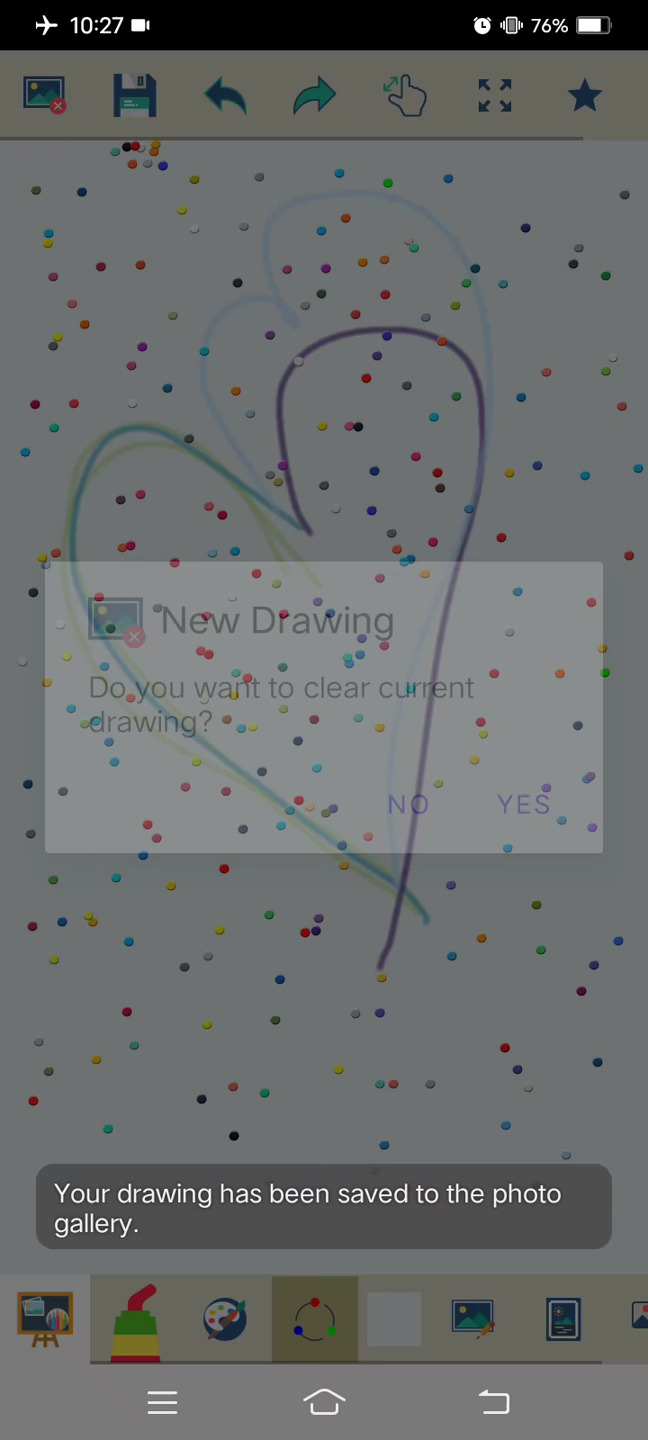 10:27
76%
New Drawing
Do you want to clear current
drawing?
NO YES
Your drawing has been saved to the photo
gallery.